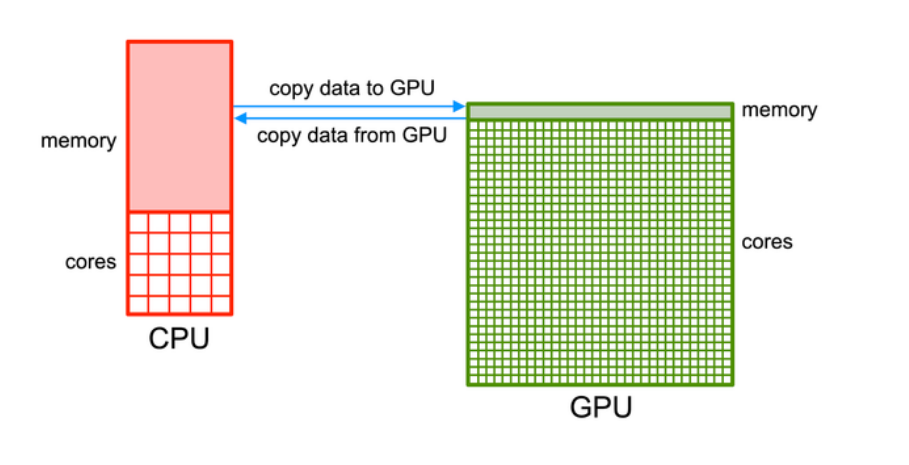 copy data to GPU
memory
copy data from GPU
memory
cores
cores
CPU
GPU